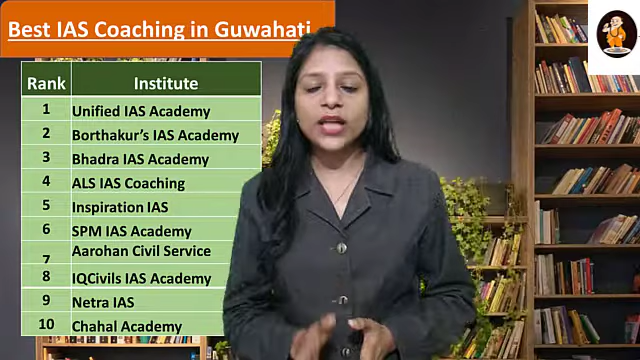 Best IAS Coaching in Guwahati
Rank Institute
1 Unified IAS Academy
2 Borthakur's IAS Academy
3 Bhadra IAS Academy
4 ALS IAS Coaching
5 Inspiration IAS
6 SPM IAS Academy
7 Aarohan Civil Service
8 IQCivils IAS Academy
9 Netra IAS
10 Chahal Academy